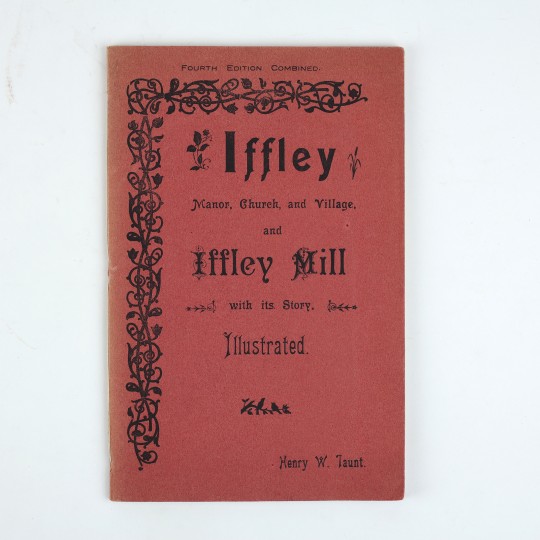 Fourth Edition Combined.
Iffley
Manor, Church, and Village,
and
Iffley Mill
with its Story,
Illustrated.
Henry W. Taunt.